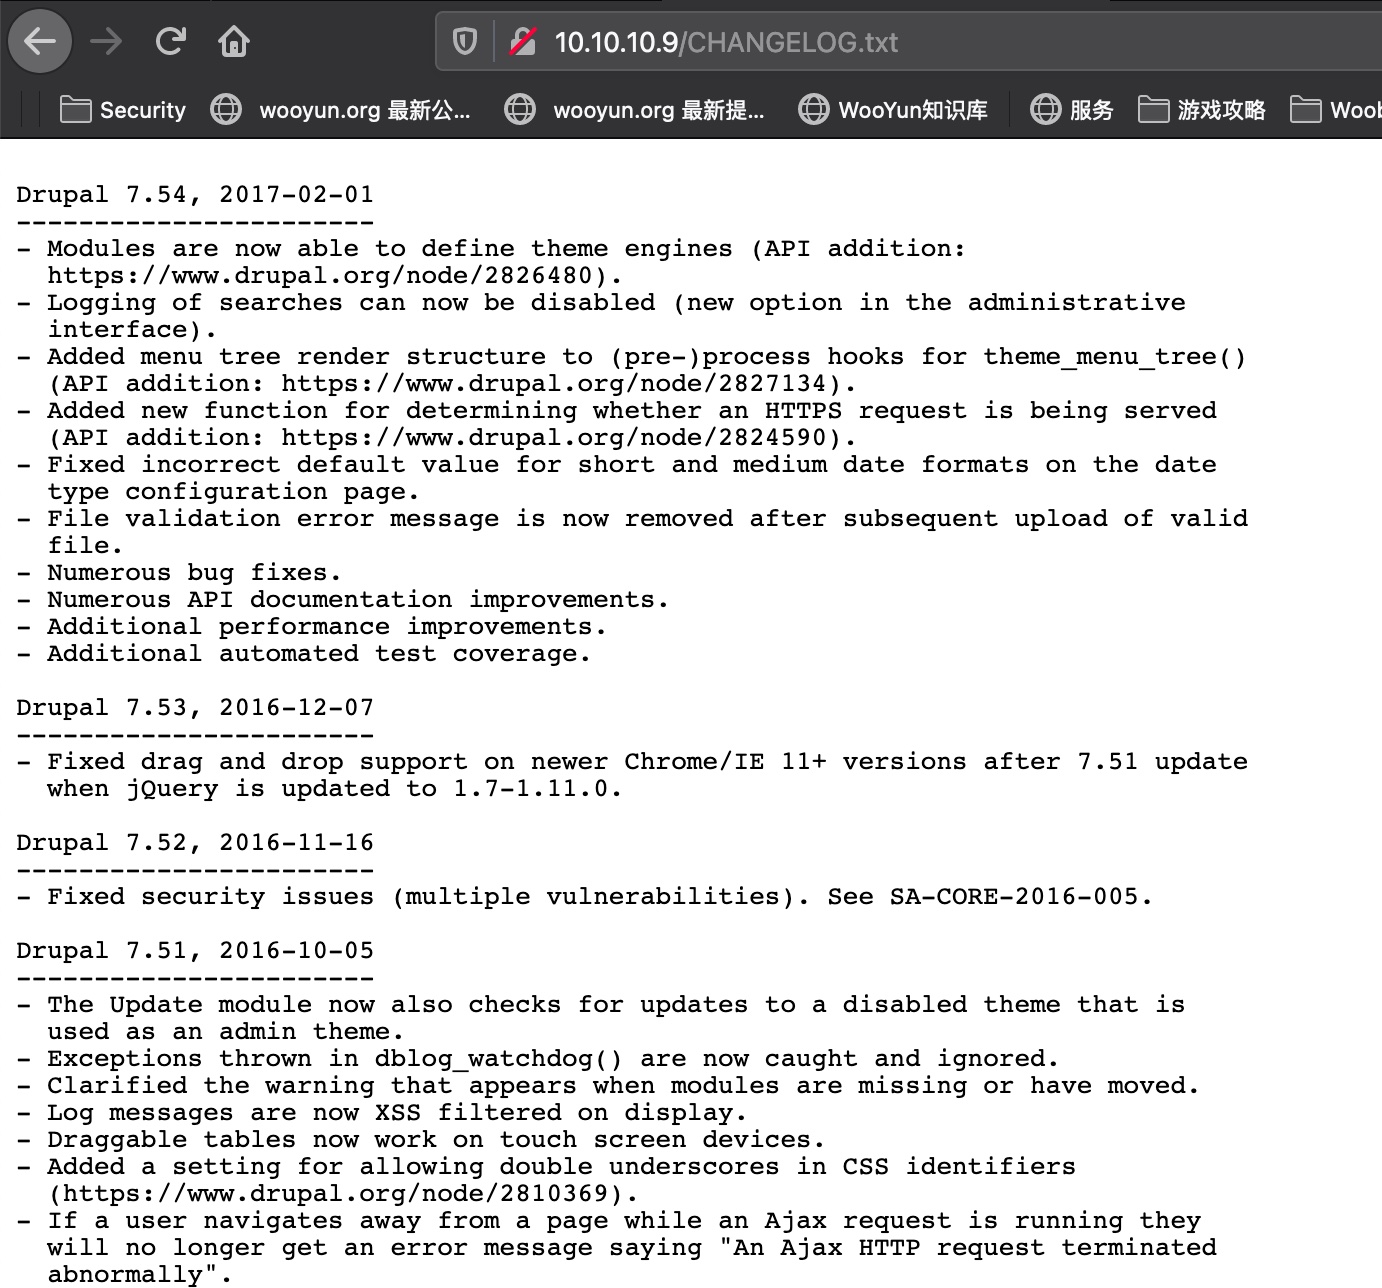 10.10.10.9/CHANGELOG.txt
Security wooyun.org 最新公... wooyun.org 最新提... WooYun知识库 服务 游戏攻略
Drupal 7.54, 2017-02-01
-----------------------
- Modules are now able to define theme engines (API addition:
  https://www.drupal.org/node/2826480).
- Logging of searches can now be disabled (new option in the administrative
  interface).
- Added menu tree render structure to (pre-)process hooks for theme_menu_tree()
  (API addition: https://www.drupal.org/node/2827134).
- Added new function for determining whether an HTTPS request is being served
  (API addition: https://www.drupal.org/node/2824590).
- Fixed incorrect default value for short and medium date formats on the date
  type configuration page.
- File validation error message is now removed after subsequent upload of valid
  file.
- Numerous bug fixes.
- Numerous API documentation improvements.
- Additional performance improvements.
- Additional automated test coverage.
Drupal 7.53, 2016-12-07
-----------------------
- Fixed drag and drop support on newer Chrome/IE 11+ versions after 7.51 update
  when jQuery is updated to 1.7-1.11.0.
Drupal 7.52, 2016-11-16
-----------------------
- Fixed security issues (multiple vulnerabilities). See SA-CORE-2016-005.
Drupal 7.51, 2016-10-05
-----------------------
- The Update module now also checks for updates to a disabled theme that is
  used as an admin theme.
- Exceptions thrown in dblog_watchdog() are now caught and ignored.
- Clarified the warning that appears when modules are missing or have moved.
- Log messages are now XSS filtered on display.
- Draggable tables now work on touch screen devices.
- Added a setting for allowing double underscores in CSS identifiers
  (https://www.drupal.org/node/2810369).
- If a user navigates away from a page while an Ajax request is running they
  will no longer get an error message saying "An Ajax HTTP request terminated
  abnormally".